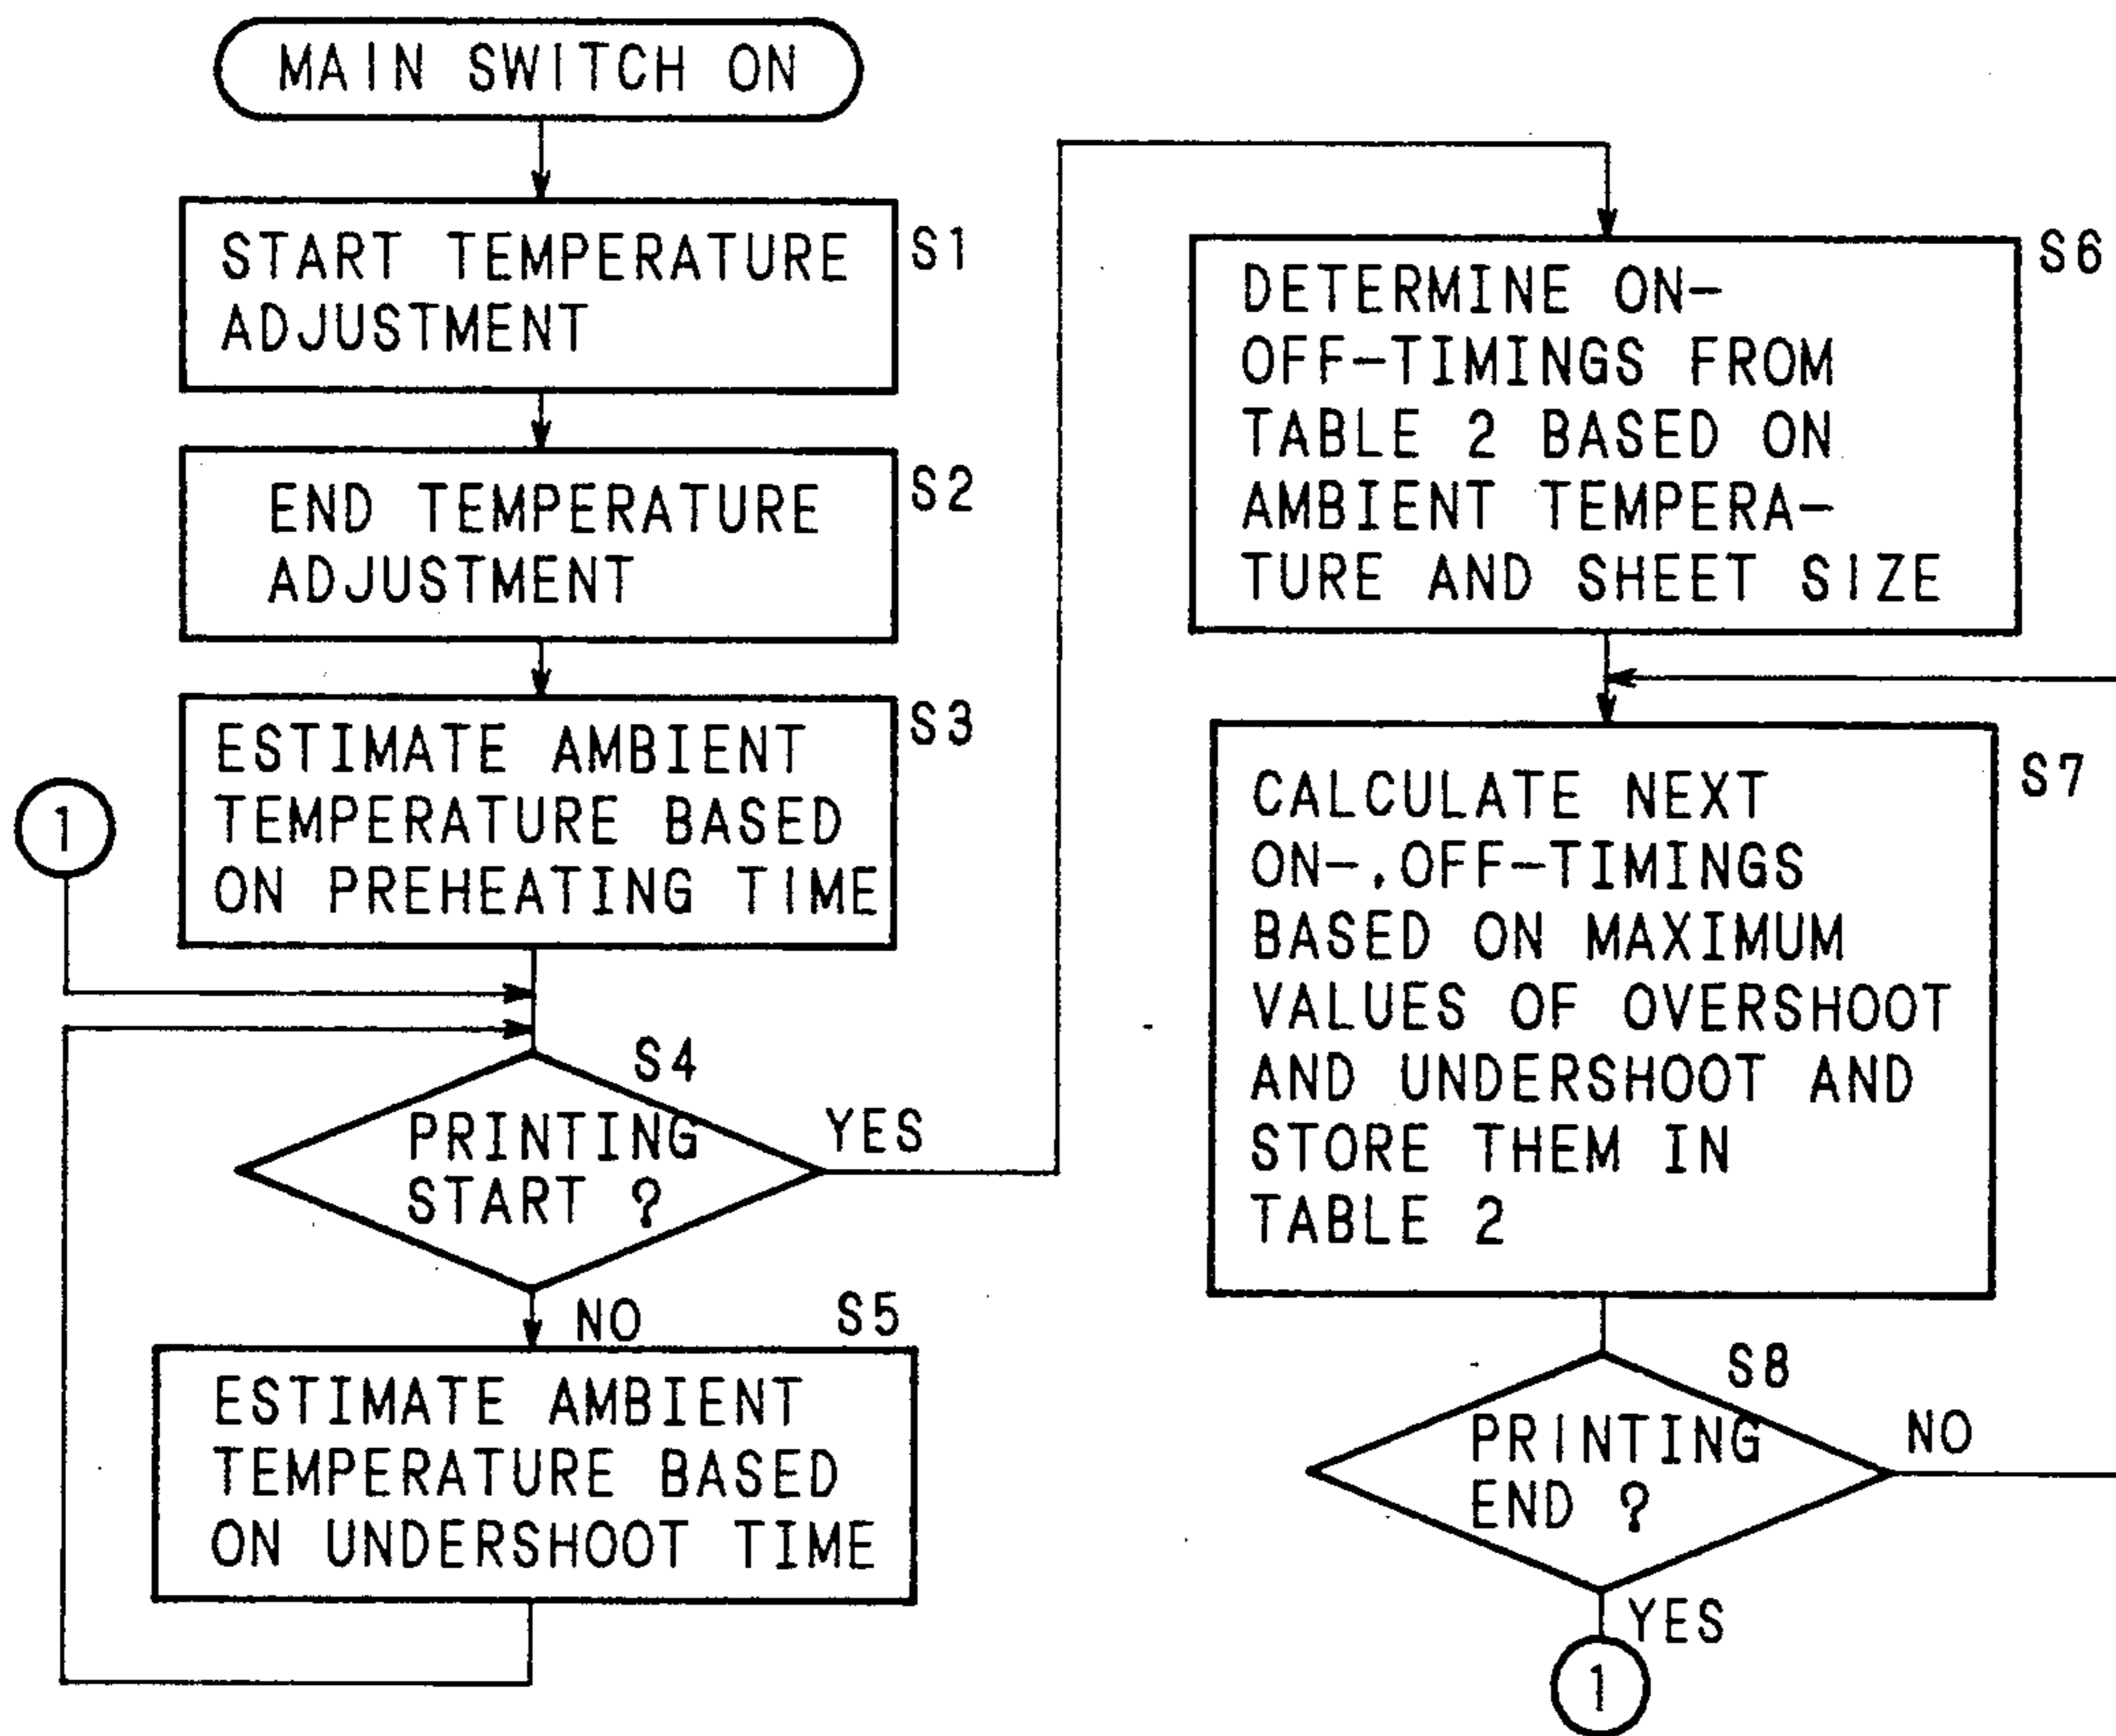 MAIN SWITCH ON
START TEMPERATURE
ADJUSTMENT
S1
END TEMPERATURE
ADJUSTMENT
S2
ESTIMATE AMBIENT
TEMPERATURE BASED
ON PREHEATING TIME
S3
1
S4
PRINTING
START ?
YES
NO
S5
ESTIMATE AMBIENT
TEMPERATURE BASED
ON UNDERSHOOT TIME
S6
DETERMINE ON-
OFF-TIMINGS FROM
TABLE 2 BASED ON
AMBIENT TEMPERA-
TURE AND SHEET SIZE
S7
CALCULATE NEXT
ON-.OFF-TIMINGS
BASED ON MAXIMUM
VALUES OF OVERSHOOT
AND UNDERSHOOT AND
STORE THEM IN
TABLE 2
S8
PRINTING
END ?
NO
YES
1